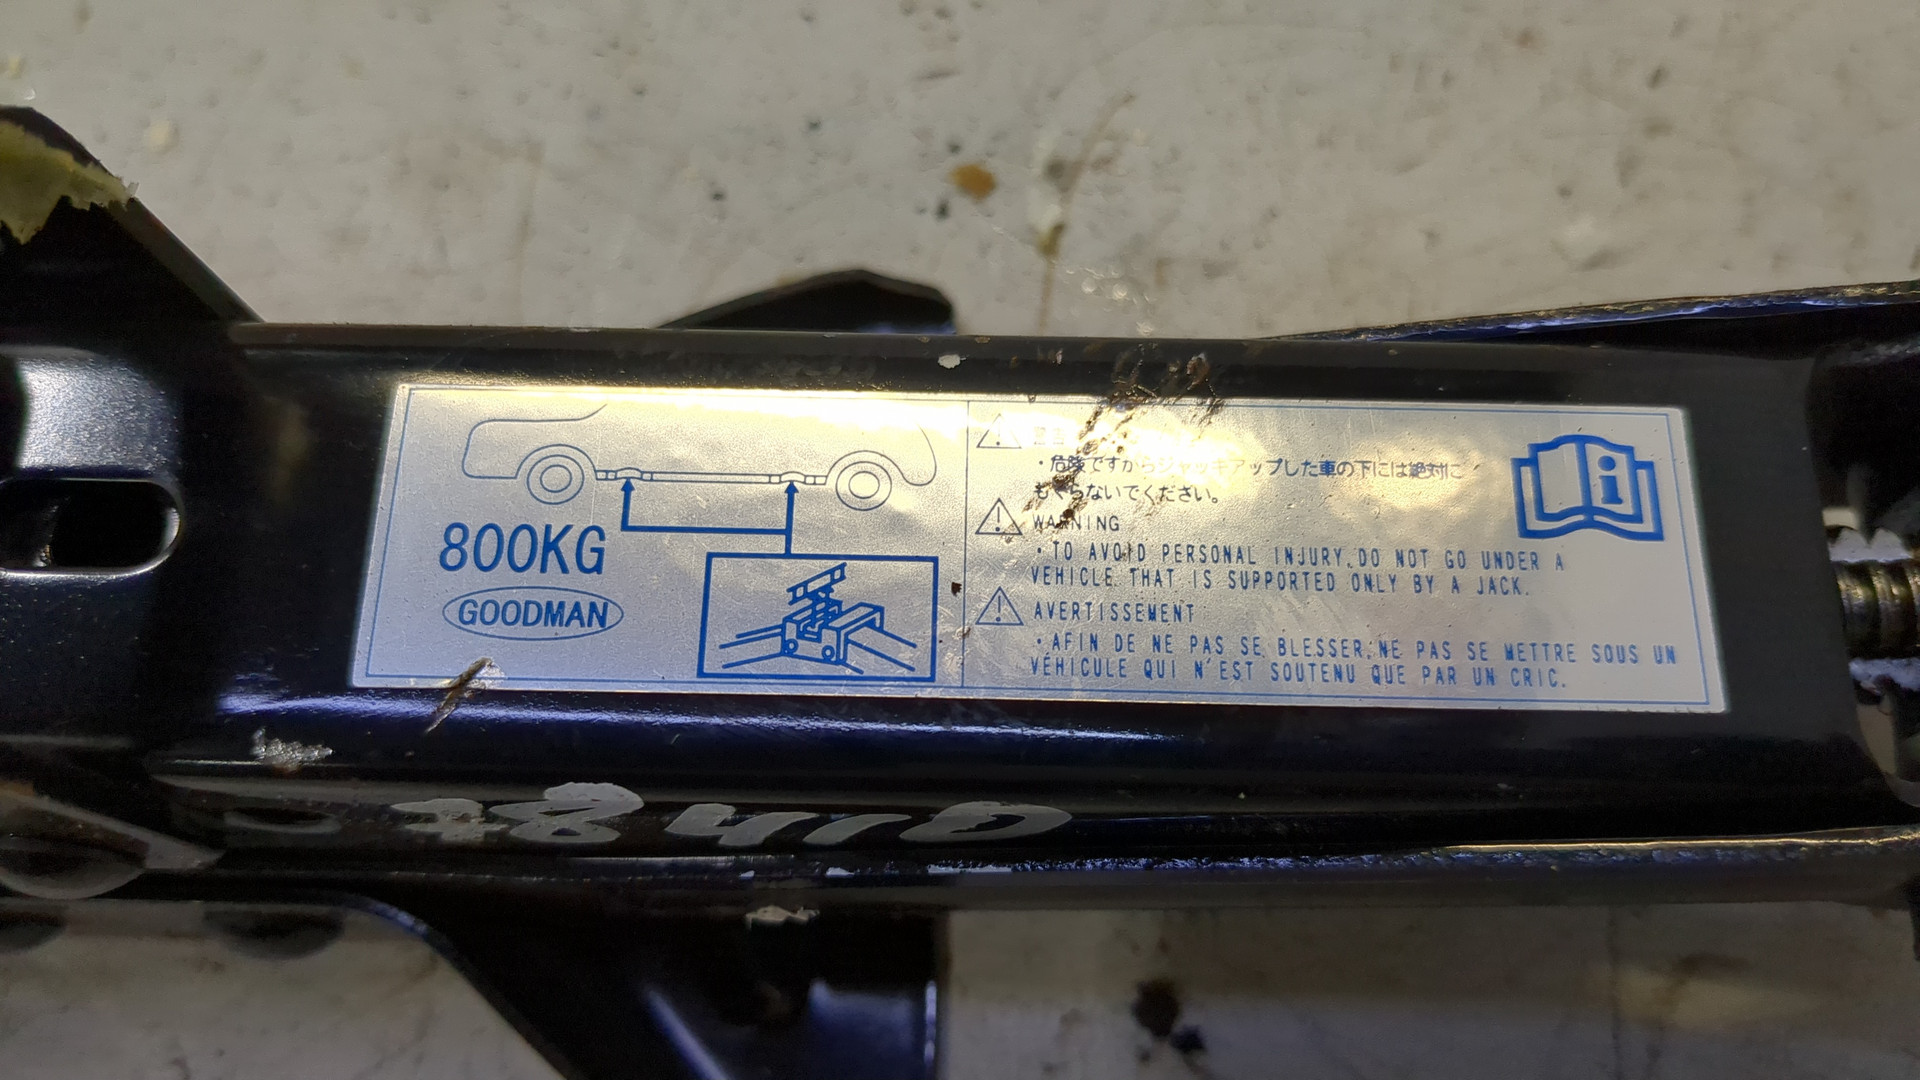 800KG
GOODMAN
・危険ですからジャッキアップした車の下には絶対に
もぐらないでください。
WARNING
・TO AVOID PERSONAL INJURY,DO NOT GO UNDER A
VEHICLE THAT IS SUPPORTED ONLY BY A JACK.
AVERTISSEMENT
・AFIN DE NE PAS SE BLESSER,NE PAS SE METTRE SOUS UN
VÉHICULE QUI N'EST SOUTENU QUE PAR UN CRIC.
78410